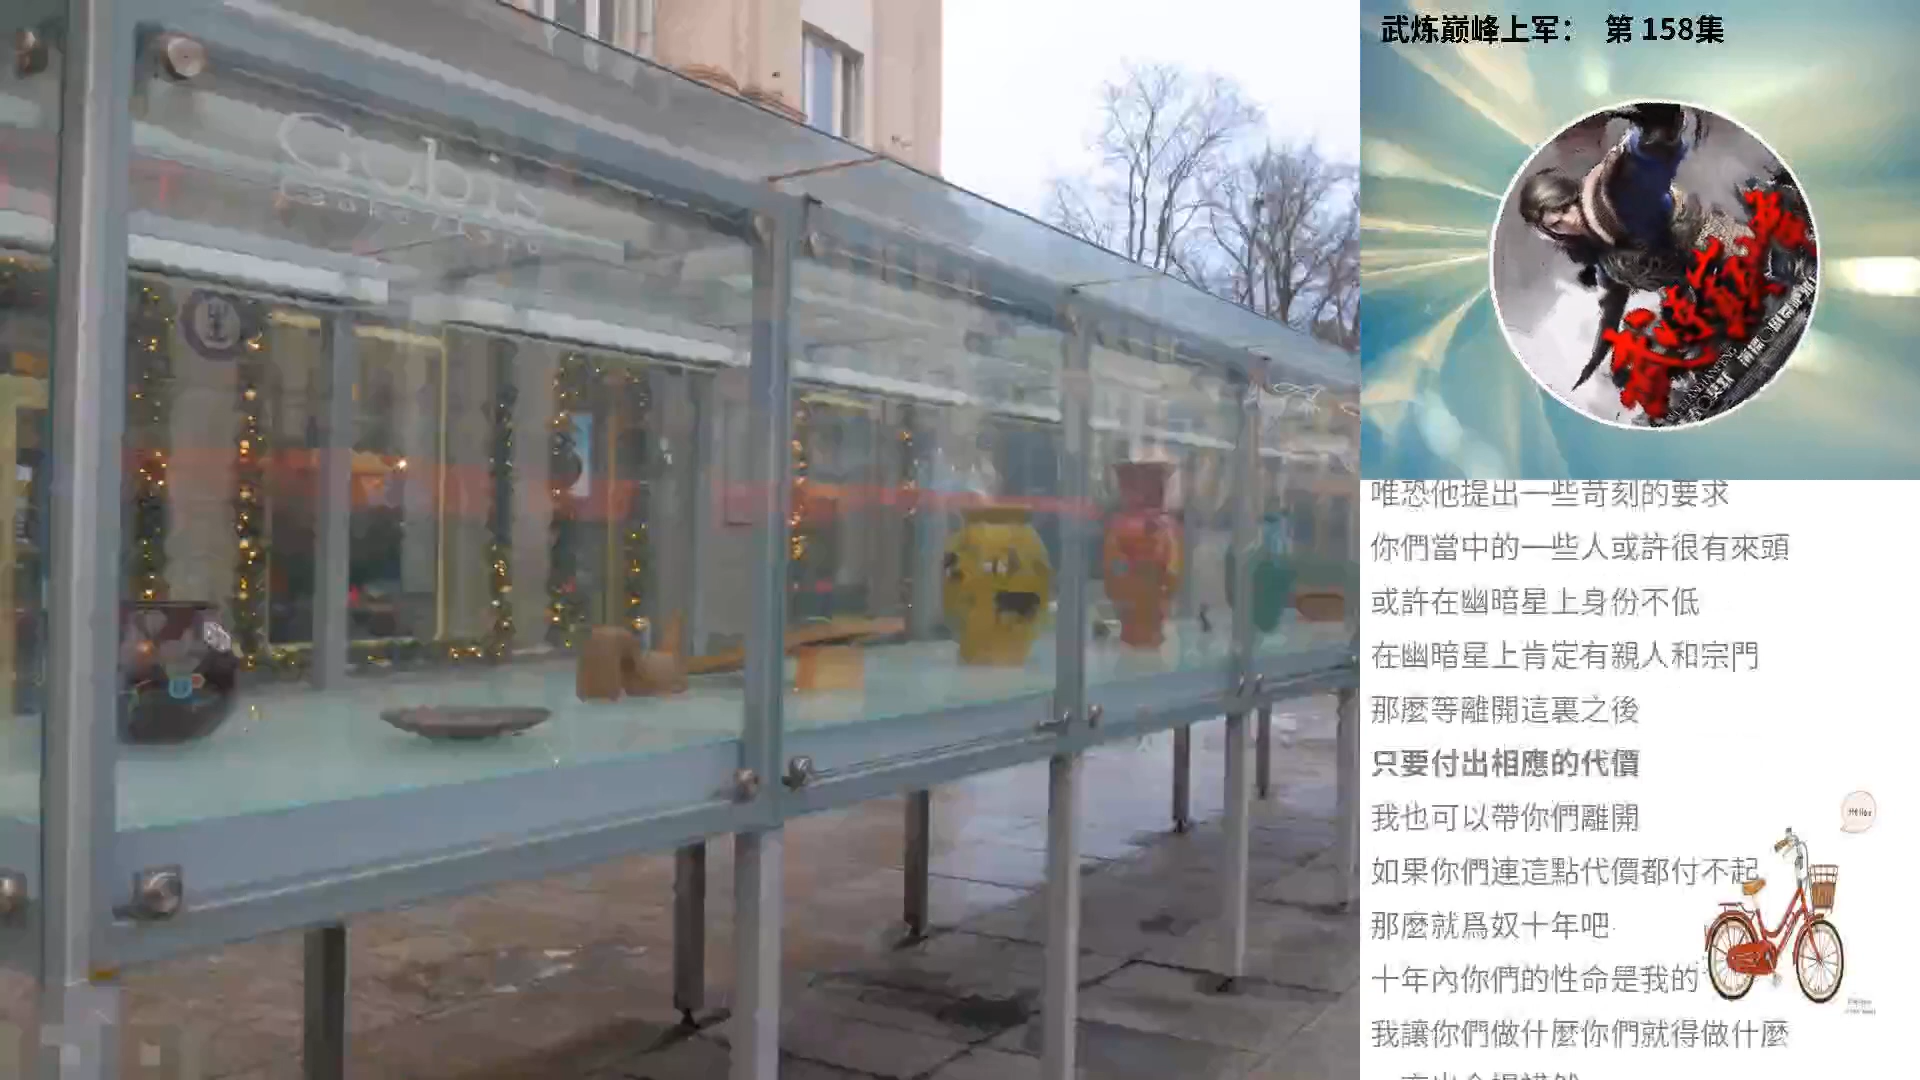 Gobis
武炼巅峰上军： 第 158集
唯恐他提出一些苛刻的要求
你們當中的一些人或許很有來頭
或許在幽暗星上身份不低
在幽暗星上肯定有親人和宗門
那麼等離開這裏之後
只要付出相應的代價
我也可以帶你們離開
如果你們連這點代價都付不起
那麼就爲奴十年吧
十年內你們的性命是我的
我讓你們做什麼你們就得做什麼